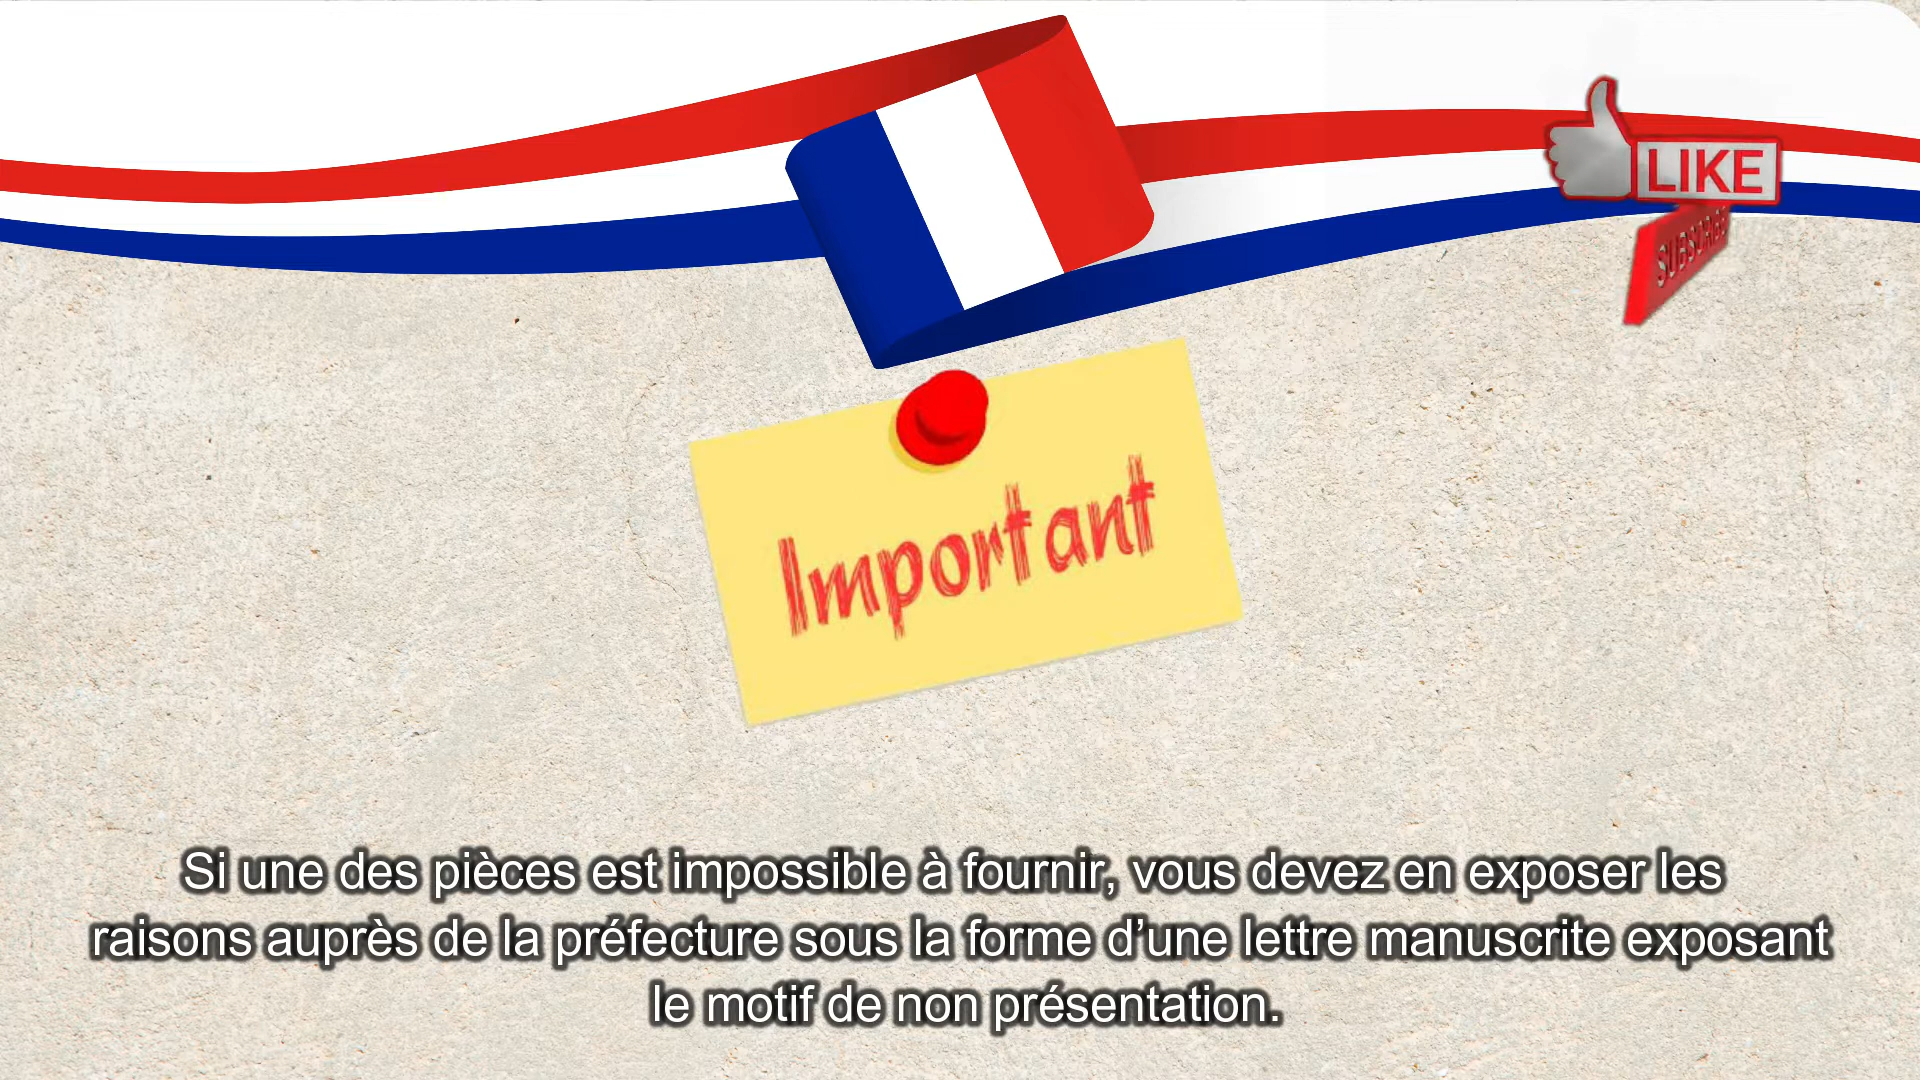 LIKE
SUBSCRIBE
Important
Si une des pièces est impossible à fournir, vous devez en exposer les
raisons auprès de la préfecture sous la forme d’une lettre manuscrite exposant
le motif de non présentation.